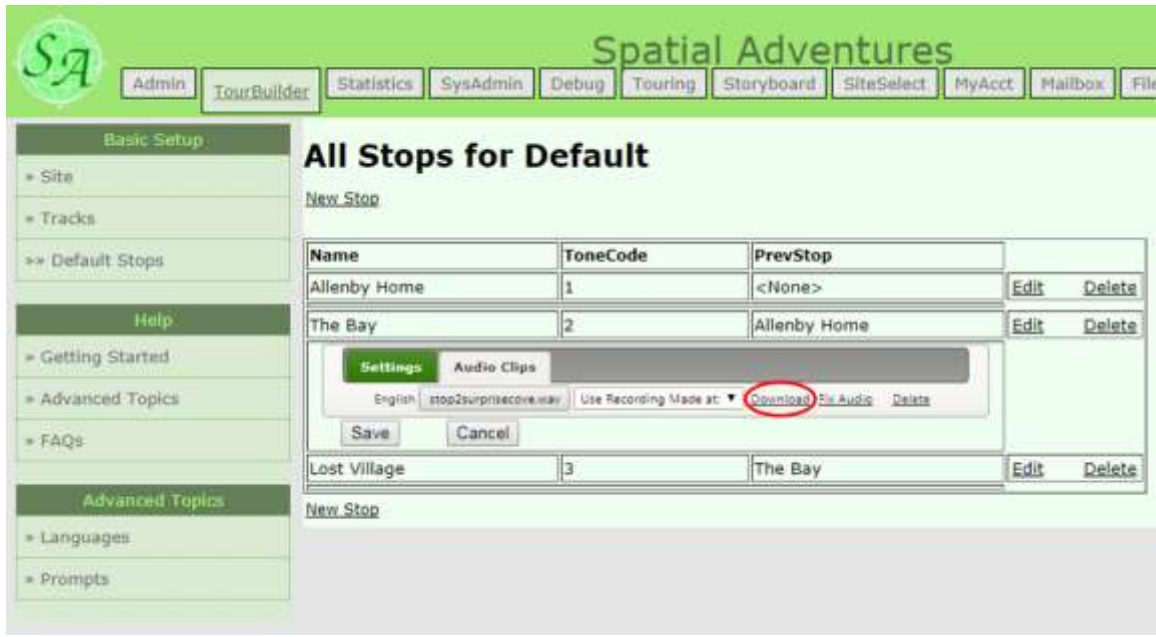 SA
Spatial Adventures
Admin TourBuilder Statistics SysAdmin Debug Touring Storyboard SiteSelect MyAcct Mailbox File
Basic Setup
» Site
» Tracks
»» Default Stops
Help
» Getting Started
» Advanced Topics
» FAQs
Advanced Topics
» Languages
» Prompts
All Stops for Default
New Stop
Name ToneCode PrevStop
Allenby Home 1 <None> Edit Delete
The Bay 2 Allenby Home Edit Delete
Settings Audio Clips
English stop2surprisecove.wav Use Recording Made at: ▼ Download Fix Audio Delete
Save Cancel
Lost Village 3 The Bay Edit Delete
New Stop